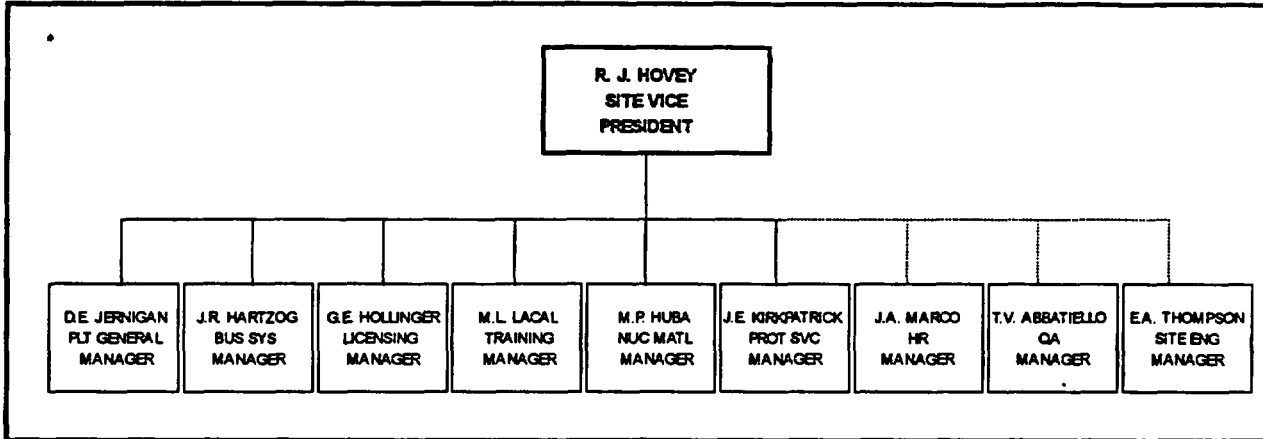 R. J. HOVEY
SITE VICE
PRESIDENT
D.E. JERNIGAN
PLT GENERAL
MANAGER
J.R. HARTZOG
BUS SYS
MANAGER
G.E. HOLLINGER
LICENSING
MANAGER
M.L. LACAL
TRAINING
MANAGER
M.P. HUBA
NUC MATL
MANAGER
J.E. KIRKPATRICK
PROT SVC
MANAGER
J.A. MARCO
HR
MANAGER
T.V. ABBATIELLO
QA
MANAGER
E.A. THOMPSON
SITE ENG
MANAGER